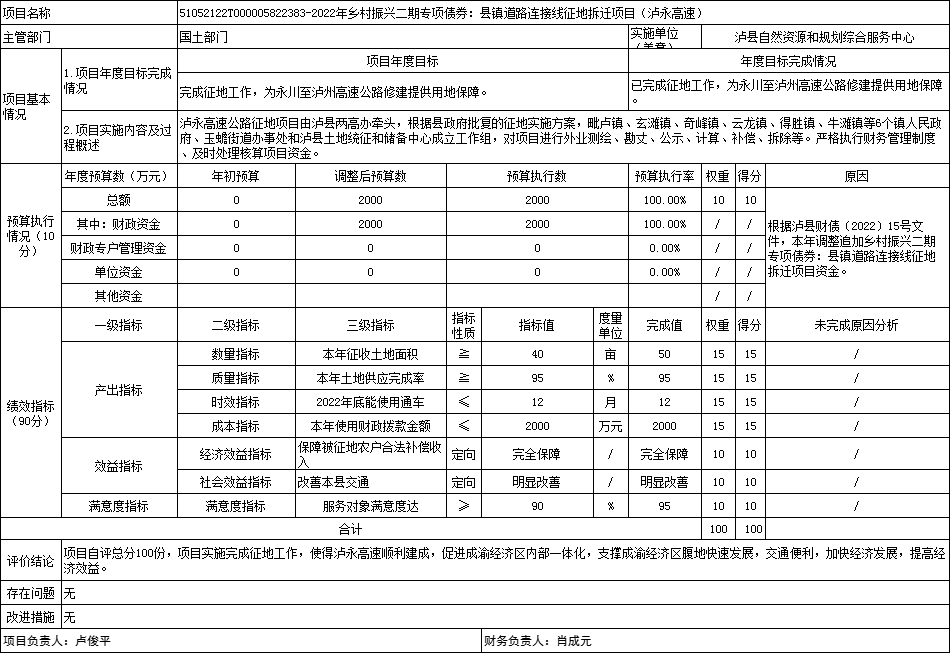 项目名称 51052122T000005822383-2022年乡村振兴二期专项债券：县镇道路连接线征地拆迁项目（泸永高速）
主管部门 国土部门 实施单位（盖章） 泸县自然资源和规划综合服务中心
项目基本情况 1.项目年度目标完成情况 项目年度目标 年度目标完成情况
完成征地工作，为永川至泸州高速公路修建提供用地保障。 已完成征地工作，为永川至泸州高速公路修建提供用地保障。
2.项目实施内容及过程概述 泸永高速公路征地项目由泸县两高办牵头，根据县政府批复的征地实施方案，毗卢镇、玄滩镇、奇峰镇、云龙镇、得胜镇、牛滩镇等6个镇人民政
府、玉蟾街道办事处和泸县土地统征和储备中心成立工作组，对项目进行外业测绘、勘丈、公示、计算、补偿、拆除等。严格执行财务管理制度
、及时处理核算项目资金。
预算执行情况（10分） 年度预算数（万元） 年初预算 调整后预算数 预算执行数 预算执行率 权重 得分 原因
总额 0 2000 2000 100.00% 10 10 根据泸县财债（2022）15号文件，本年调整追加乡村振兴二期专项债券：县镇道路连接线征地拆迁项目资金。
其中：财政资金 0 2000 2000 100.00% / /
财政专户管理资金 0 0 0 0.00% / /
单位资金 0 0 0 0.00% / /
其他资金 / /
绩效指标（90分） 一级指标 二级指标 三级指标 指标性质 指标值 度量单位 完成值 权重 得分 未完成原因分析
产出指标 数量指标 本年征收土地面积 ≧ 40 亩 50 15 15 /
质量指标 本年土地供应完成率 ≧ 95 % 95 15 15 /
时效指标 2022年底能使用通车 ≤ 12 月 12 15 15 /
成本指标 本年使用财政拨款金额 ≤ 2000 万元 2000 15 15 /
效益指标 经济效益指标 保障被征地农户合法补偿收入 定向 完全保障 / 完全保障 10 10 /
社会效益指标 改善本县交通 定向 明显改善 / 明显改善 10 10 /
满意度指标 满意度指标 服务对象满意度达 ≥ 90 % 95 10 10 /
合计 100 100
评价结论 项目自评总分100份，项目实施完成征地工作，使得泸永高速顺利建成，促进成渝经济区内部一体化，支撑成渝经济区腹地快速发展，交通便利，加快经济发展，提高经
济效益。
存在问题 无
改进措施 无
项目负责人：卢俊平 财务负责人：肖成元